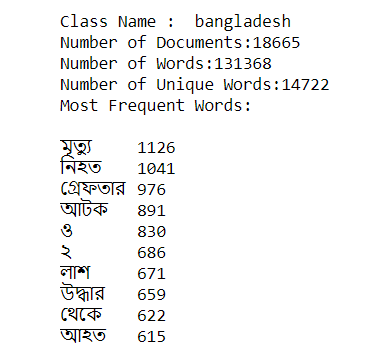 Class Name :  bangladesh
Number of Documents:18665
Number of Words:131368
Number of Unique Words:14722
Most Frequent Words:
মৃত্যু 1126
নিহত 1041
গ্রেফতার 976
আটক 891
ও 830
২ 686
লাশ 671
উদ্ধার 659
থেকে 622
আহত 615